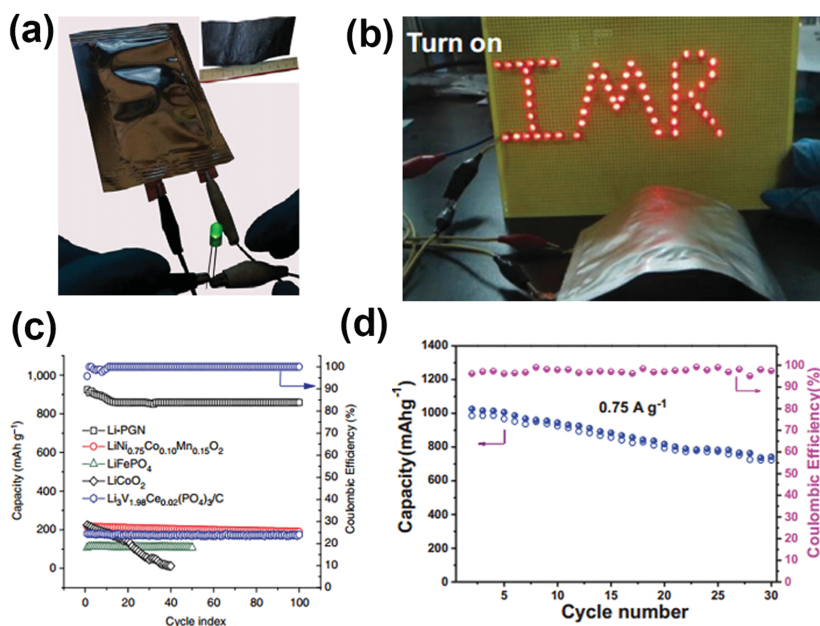 (a)
(b)
Turn on
IMR
(c)
1,000
800
600
400
200
0
Capacity (mAh g⁻¹)
Li-PGN
LiNi₀.₇₅Co₀.₁₀Mn₀.₁₅O₂
LiFePO₄
LiCoO₂
Li₃V₁.₉₈Ce₀.₀₂(PO₄)₃/C
100
90
80
70
60
50
40
30
20
10
Coulombic Efficiency (%)
0 20 40 60 80 100
Cycle index
(d)
1400
1200
1000
800
600
400
200
0
Capacity(mAhg⁻¹)
0.75 A g⁻¹
100
90
80
70
60
50
40
30
20
10
0
Coulombic Efficiency(%)
5 10 15 20 25 30
Cycle number